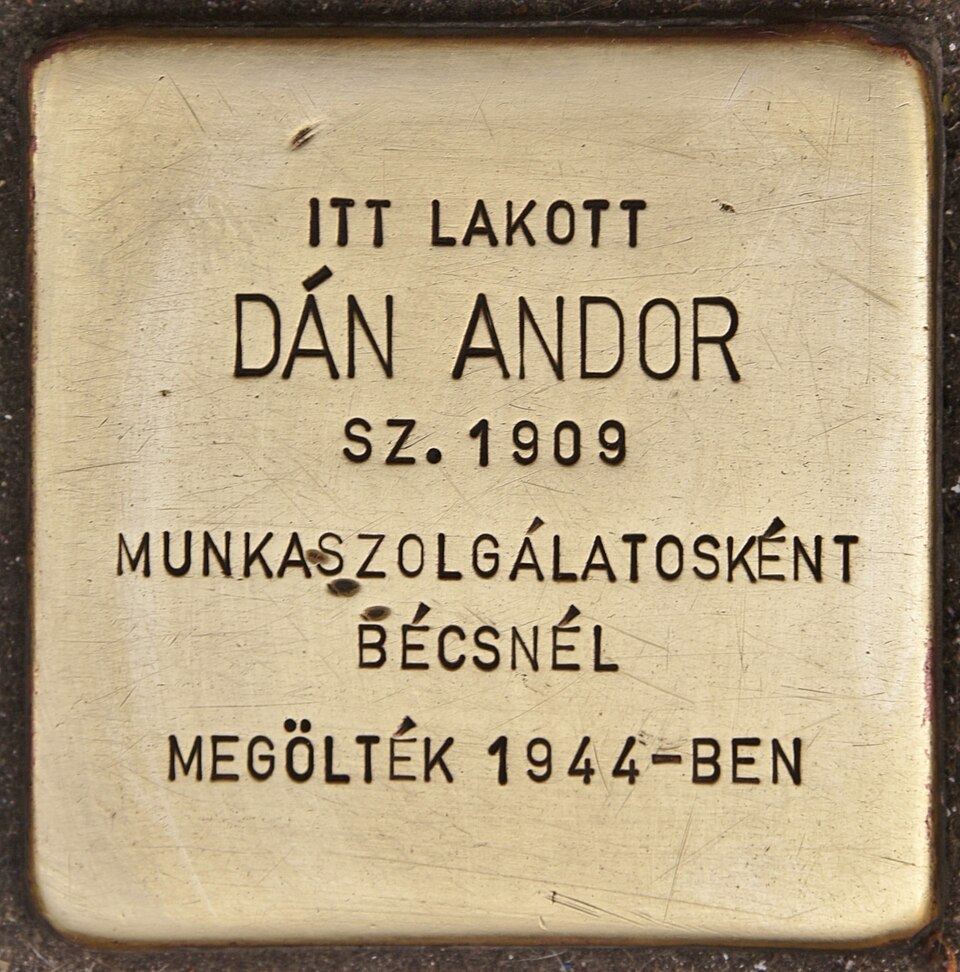 ITT LAKOTT
DÁN ANDOR
SZ. 1909
MUNKASZOLGÁLATOSKÉNT
BÉCSNÉL
MEGÖLTÉK 1944-BEN